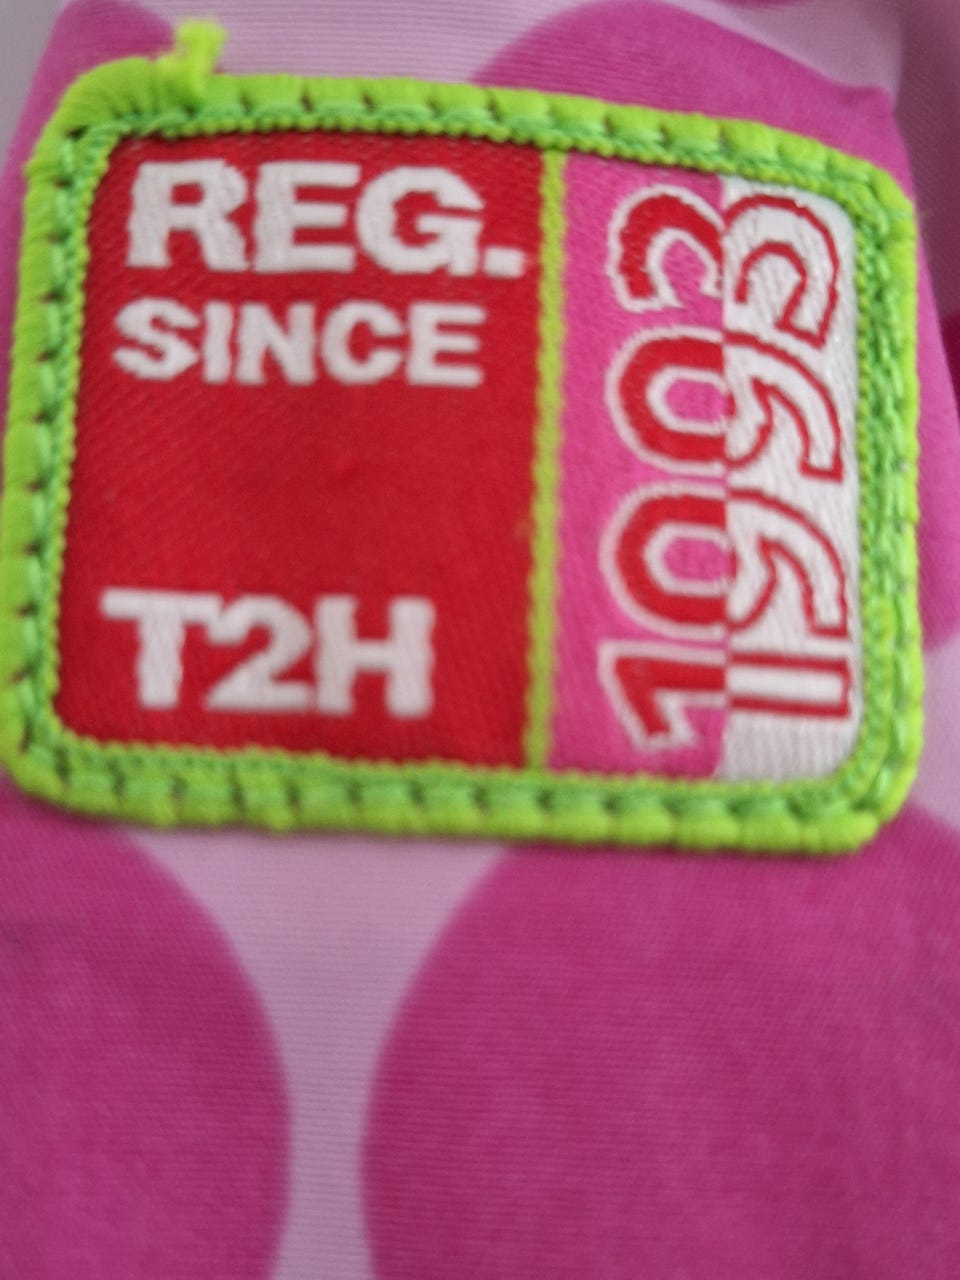 REG.
SINCE
T2H
1993